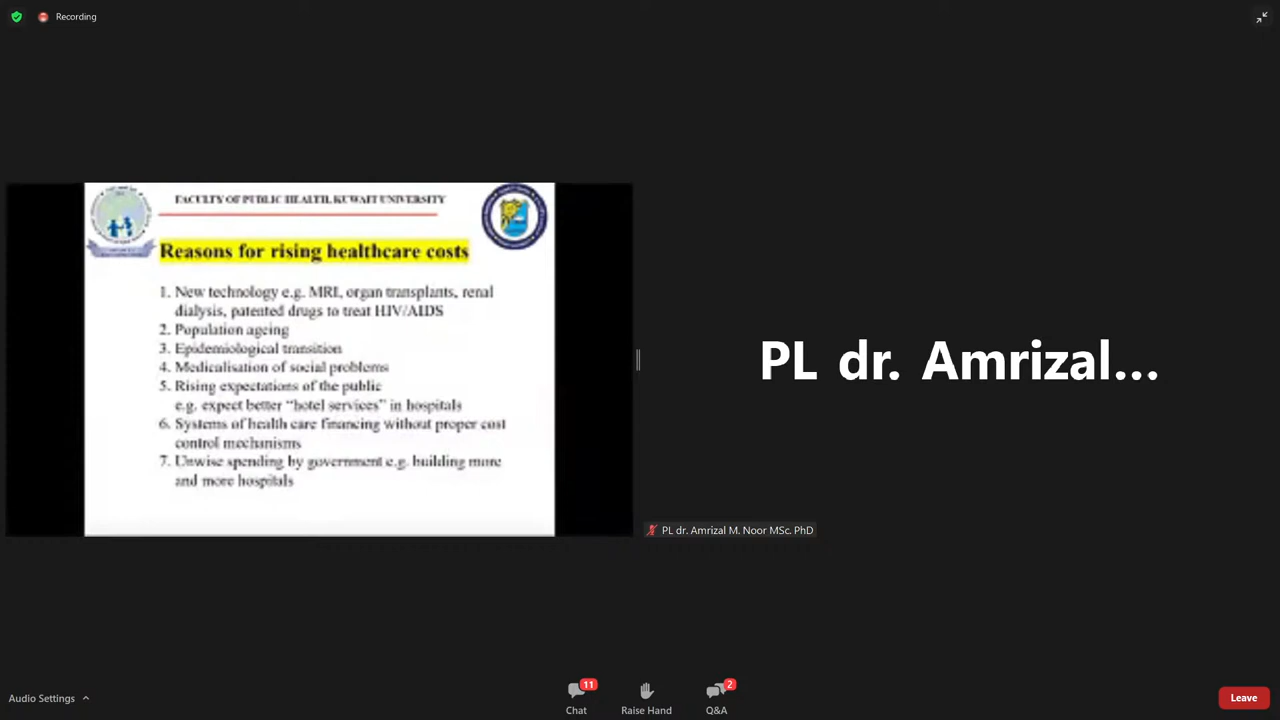 Recording
FACULTY OF PUBLIC HEALTH, KUWAIT UNIVERSITY
Reasons for rising healthcare costs
1. New technology e.g. MRI, organ transplants, renal
dialysis, patented drugs to treat HIV/AIDS
2. Population ageing
3. Epidemiological transition
4. Medicalisation of social problems
5. Rising expectations of the public
e.g. expect better “hotel services” in hospitals
6. Systems of health care financing without proper cost
control mechanisms
7. Unwise spending by government e.g. building more
and more hospitals
PL dr. Amrizal...
PL dr. Amrizal M. Noor MSc. PhD
Audio Settings
11
Chat
Raise Hand
2
Q&A
Leave